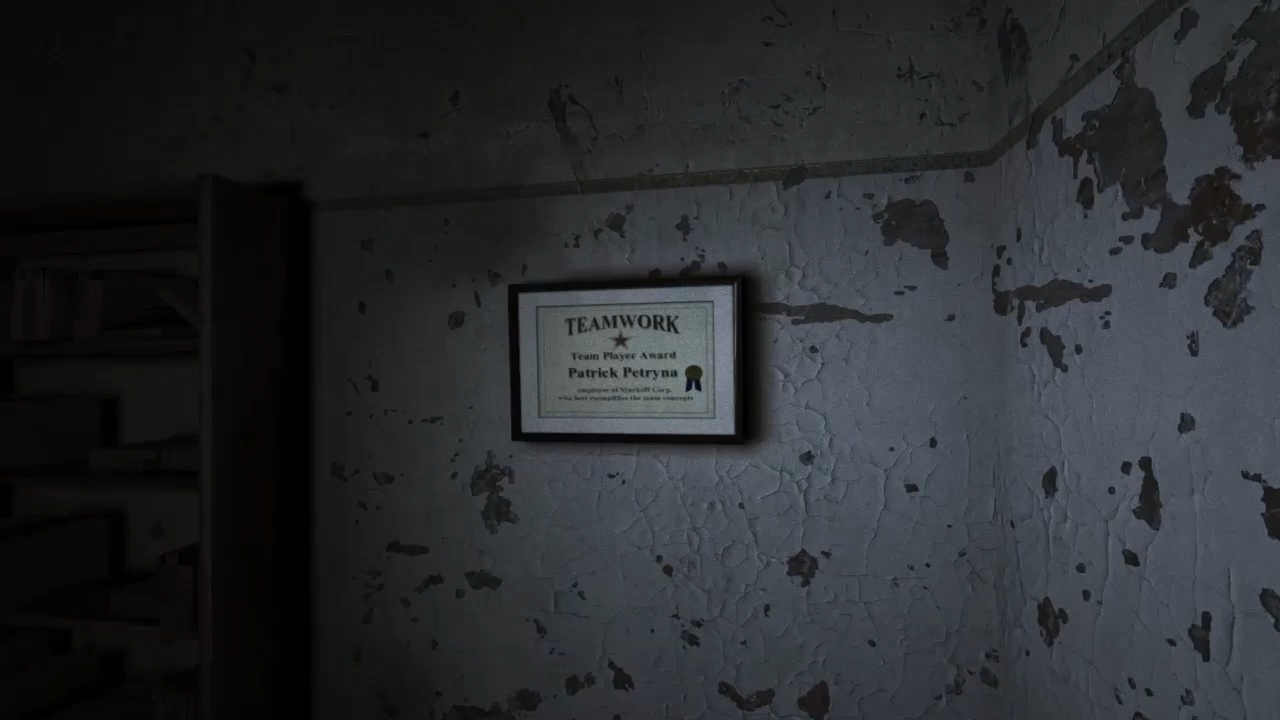 TEAMWORK
Team Player Award
Patrick Petryna
employee of Murkoff Corp.
who best exemplifies the team concepts